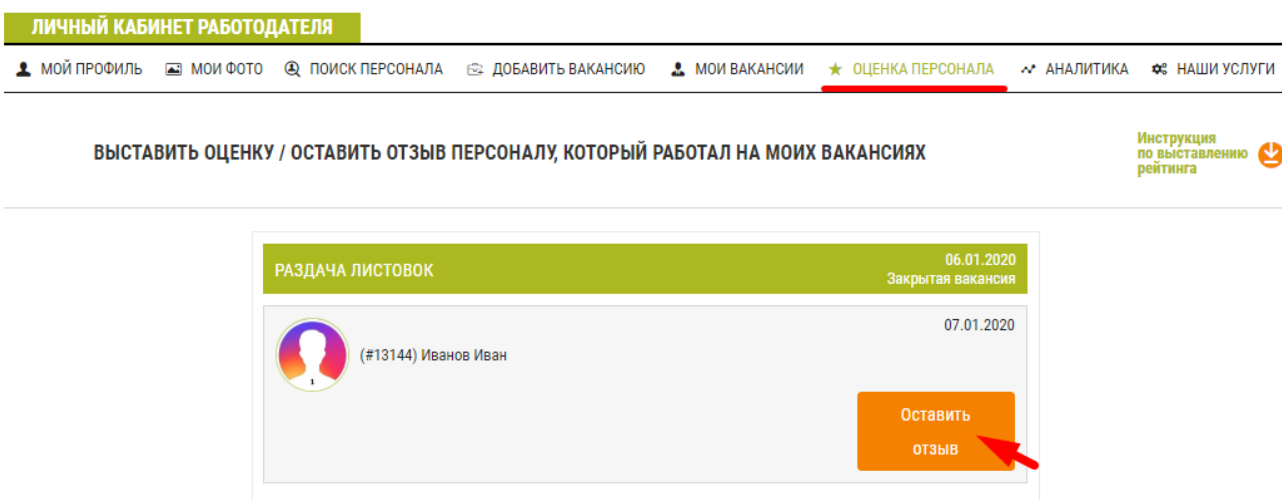 ЛИЧНЫЙ КАБИНЕТ РАБОТОДАТЕЛЯ
МОЙ ПРОФИЛЬ МОИ ФОТО ПОИСК ПЕРСОНАЛА ДОБАВИТЬ ВАКАНСИЮ МОИ ВАКАНСИИ ОЦЕНКА ПЕРСОНАЛА АНАЛИТИКА НАШИ УСЛУГИ
ВЫСТАВИТЬ ОЦЕНКУ / ОСТАВИТЬ ОТЗЫВ ПЕРСОНАЛУ, КОТОРЫЙ РАБОТАЛ НА МОИХ ВАКАНСИЯХ
Инструкция
по выставлению
рейтинга
РАЗДАЧА ЛИСТОВОК
06.01.2020
Закрытая вакансия
07.01.2020
(#13144) Иванов Иван
1
Оставить
отзыв